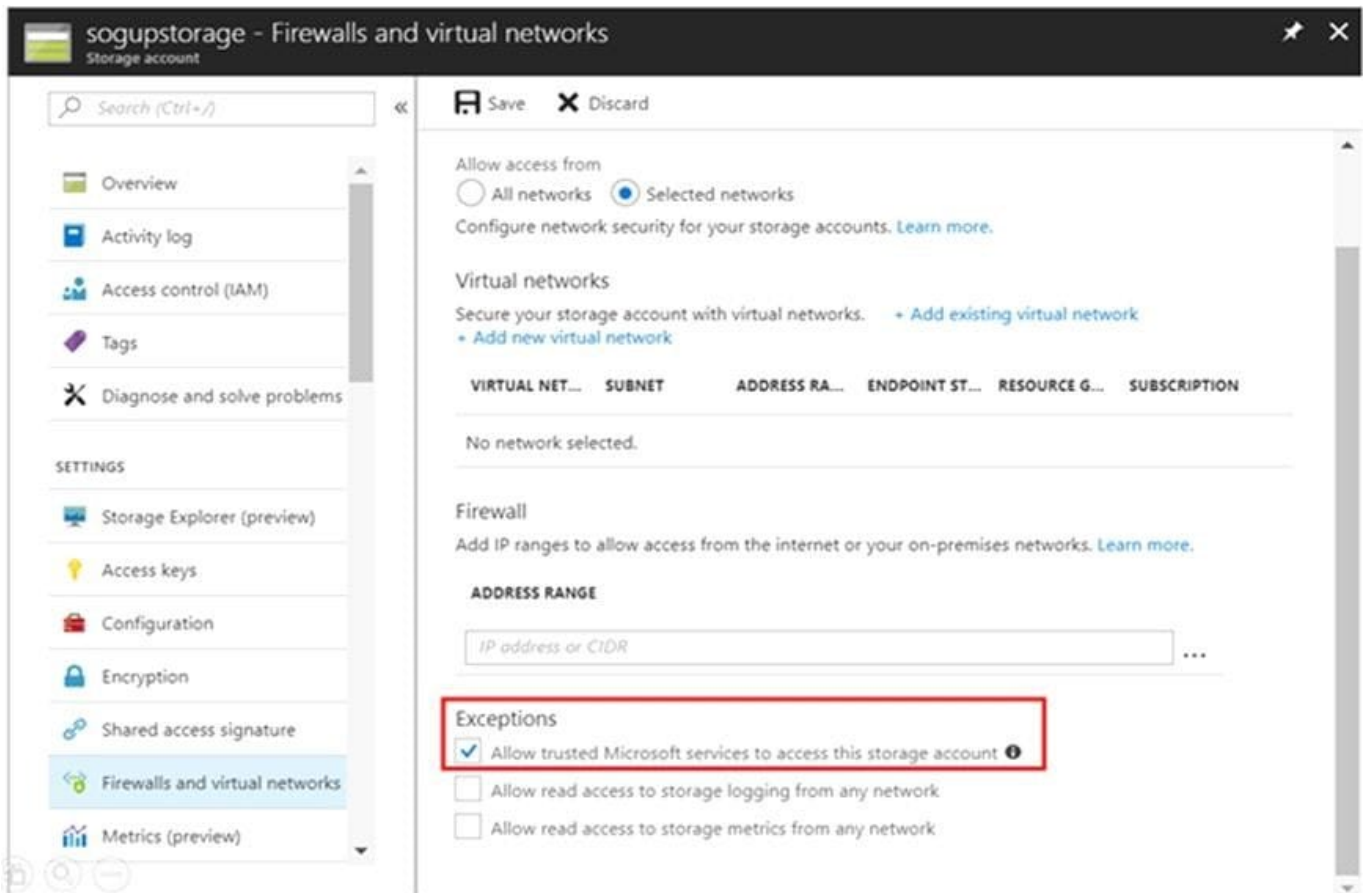 sogupstorage - Firewalls and virtual networks
Storage account
Search (Ctrl+/)
Overview
Activity log
Access control (IAM)
Tags
Diagnose and solve problems
SETTINGS
Storage Explorer (preview)
Access keys
Configuration
Encryption
Shared access signature
Firewalls and virtual networks
Metrics (preview)
Save Discard
Allow access from
All networks Selected networks
Configure network security for your storage accounts. Learn more.
Virtual networks
Secure your storage account with virtual networks. + Add existing virtual network
+ Add new virtual network
VIRTUAL NET... SUBNET ADDRESS RA... ENDPOINT ST... RESOURCE G... SUBSCRIPTION
No network selected.
Firewall
Add IP ranges to allow access from the internet or your on-premises networks. Learn more.
ADDRESS RANGE
IP address or CIDR
...
Exceptions
Allow trusted Microsoft services to access this storage account
Allow read access to storage logging from any network
Allow read access to storage metrics from any network